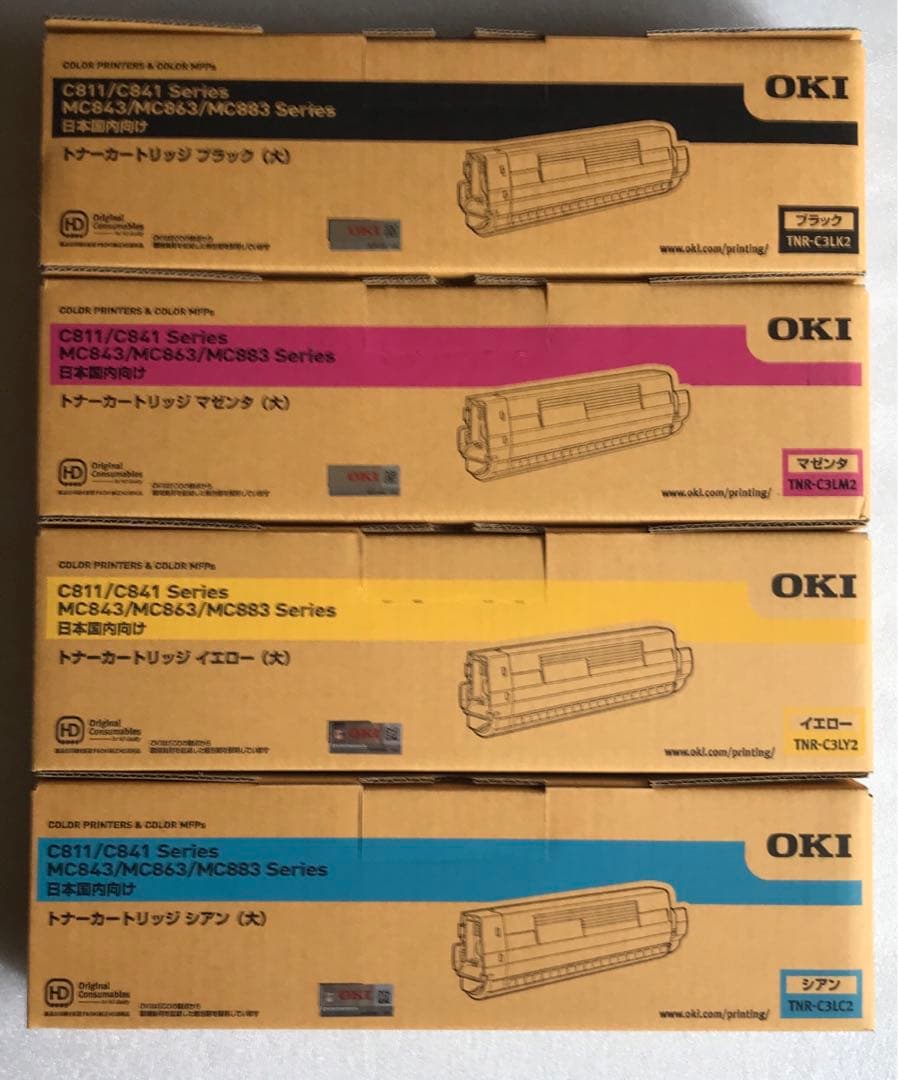 COLOR PRINTERS & COLOR MFPs
C811/C841 Series
MC843/MC863/MC883 Series
日本国内向け
OKI
トナーカートリッジ ブラック（大）
HD Original
Consumables
OKI
www.oki.com/printing/
ブラック
TNR-C3LK2
COLOR PRINTERS & COLOR MFPs
C811/C841 Series
MC843/MC863/MC883 Series
日本国内向け
OKI
トナーカートリッジ マゼンタ（大）
HD Original
Consumables
OKI
www.oki.com/printing/
マゼンタ
TNR-C3LM2
COLOR PRINTERS & COLOR MFPs
C811/C841 Series
MC843/MC863/MC883 Series
日本国内向け
OKI
トナーカートリッジ イエロー（大）
HD Original
Consumables
OKI
www.oki.com/printing/
イエロー
TNR-C3LY2
COLOR PRINTERS & COLOR MFPs
C811/C841 Series
MC843/MC863/MC883 Series
日本国内向け
OKI
トナーカートリッジ シアン（大）
HD Original
Consumables
OKI
www.oki.com/printing/
シアン
TNR-C3LC2